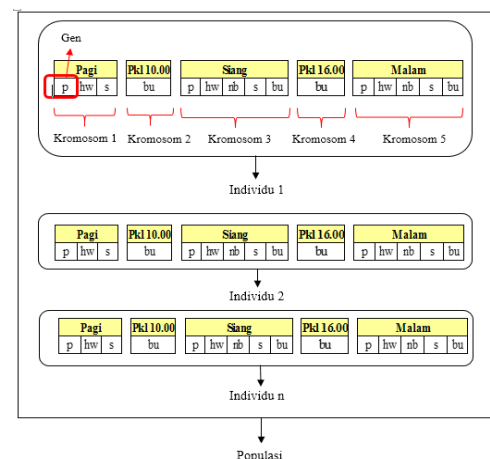 Gen
Pagi Pkl 10.00 Siang Pkl 16.00 Malam
p hw s bu p hw nb s bu bu p hw nb s bu
Kromosom 1 Kromosom 2 Kromosom 3 Kromosom 4 Kromosom 5
Individu 1
Pagi Pkl 10.00 Siang Pkl 16.00 Malam
p hw s bu p hw nb s bu bu p hw nb s bu
Individu 2
Pagi Pkl 10.00 Siang Pkl 16.00 Malam
p hw s bu p hw nb s bu bu p hw nb s bu
Individu n
Populasi